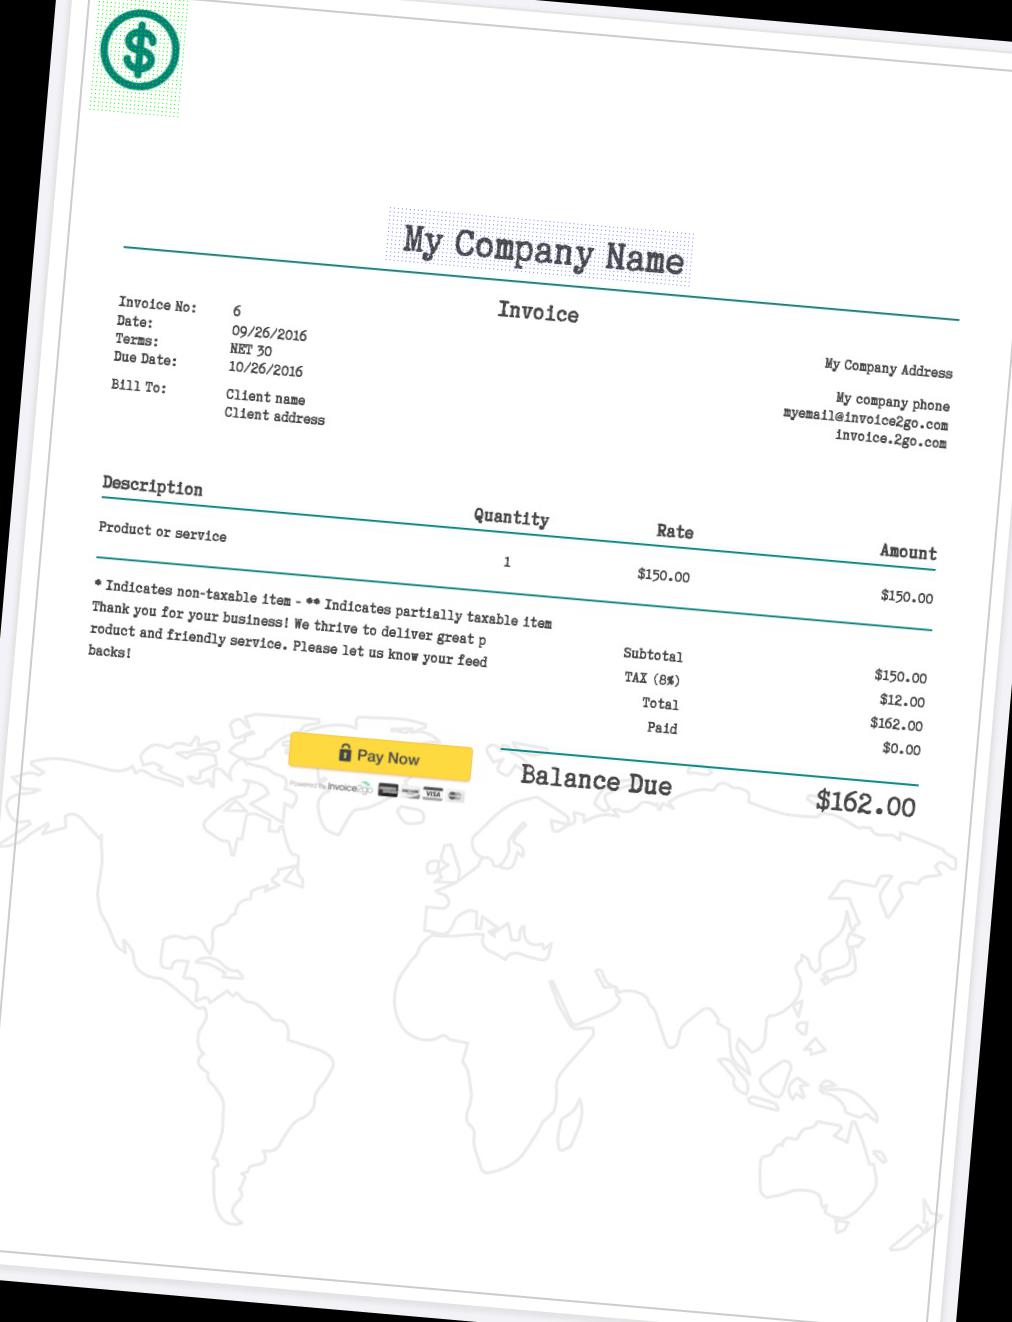 $
My Company Name
Invoice
Invoice No: 6
Date: 09/26/2016
Terms: NET 30
Due Date: 10/26/2016
Bill To: Client name
Client address
My Company Address
My company phone
myemail@invoice2go.com
invoice.2go.com
Description Quantity Rate Amount
Product or service 1 $150.00 $150.00
* Indicates non-taxable item - ** Indicates partially taxable item
Thank you for your business! We thrive to deliver great p
roduct and friendly service. Please let us know your feed
backs!
Subtotal $150.00
TAX (8%) $12.00
Total $162.00
Paid $0.00
Pay Now
Powered by Invoice2go VISA
Balance Due $162.00